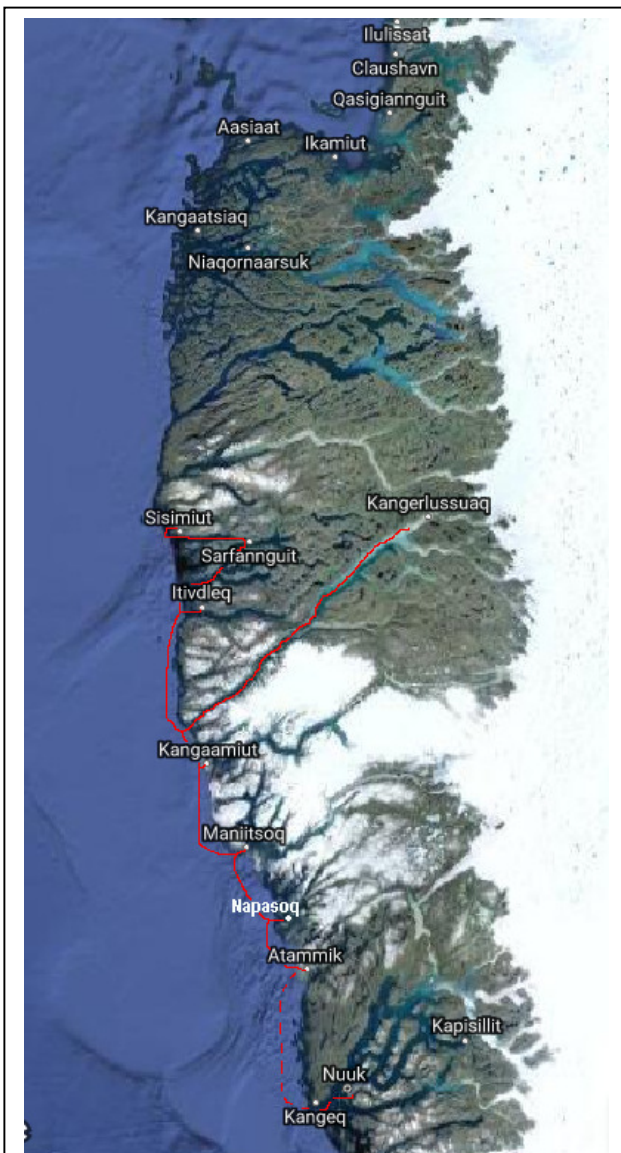 Ilulissat
Claushavn
Qasigiannguit
Aasiaat
Ikamiut
Kangaatsiaq
Niaqornaarsuk
Kangerlussuaq
Sisimiut
Sarfannguit
Itivdleq
Kangaamiut
Maniitsoq
Napasoq
Atammik
Kapisillit
Nuuk
Kangeq